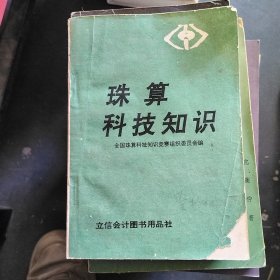 珠算
科技知识
全国珠算科技知识竞赛组织委员会编
立信会计图书用品社